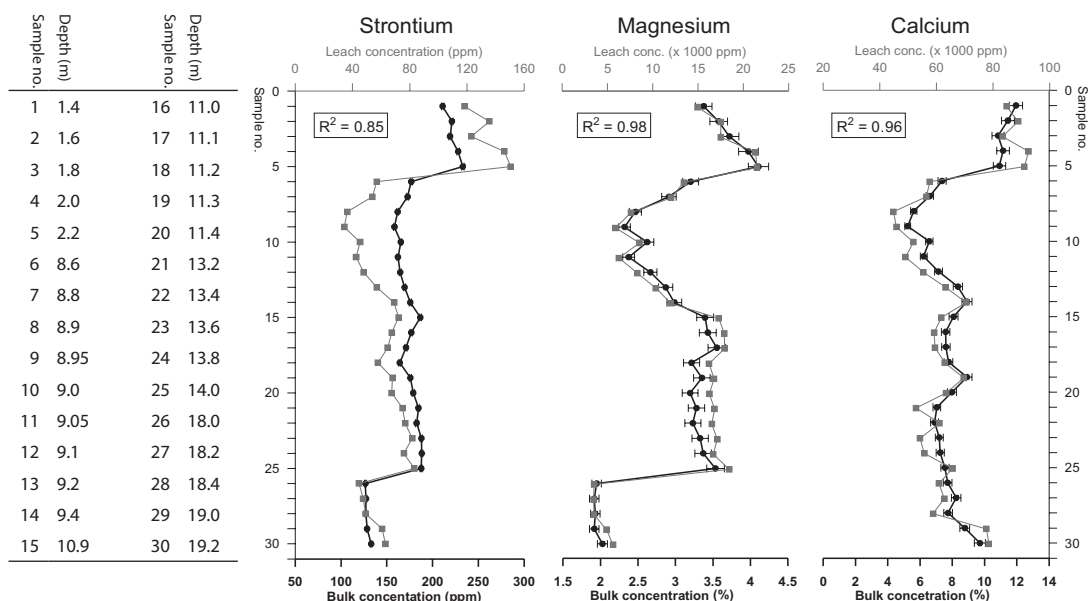 Sample no. Depth (m) Sample no. Depth (m)
1 1.4 16 11.0
2 1.6 17 11.1
3 1.8 18 11.2
4 2.0 19 11.3
5 2.2 20 11.4
6 8.6 21 13.2
7 8.8 22 13.4
8 8.9 23 13.6
9 8.95 24 13.8
10 9.0 25 14.0
11 9.05 26 18.0
12 9.1 27 18.2
13 9.2 28 18.4
14 9.4 29 19.0
15 10.9 30 19.2
Strontium
Leach concentration (ppm)
0 40 80 120 160
Sample no.
0
5
10
15
20
25
30
R² = 0.85
50 100 150 200 250 300
Bulk concentation (ppm)
Magnesium
Leach conc. (x 1000 ppm)
0 5 10 15 20 25
R² = 0.98
1.5 2 2.5 3 3.5 4 4.5
Bulk concentration (%)
Calcium
Leach conc. (x 1000 ppm)
20 40 60 80 100
R² = 0.96
Sample no.
0
5
10
15
20
25
30
0 2 4 6 8 10 12 14
Bulk concetration (%)